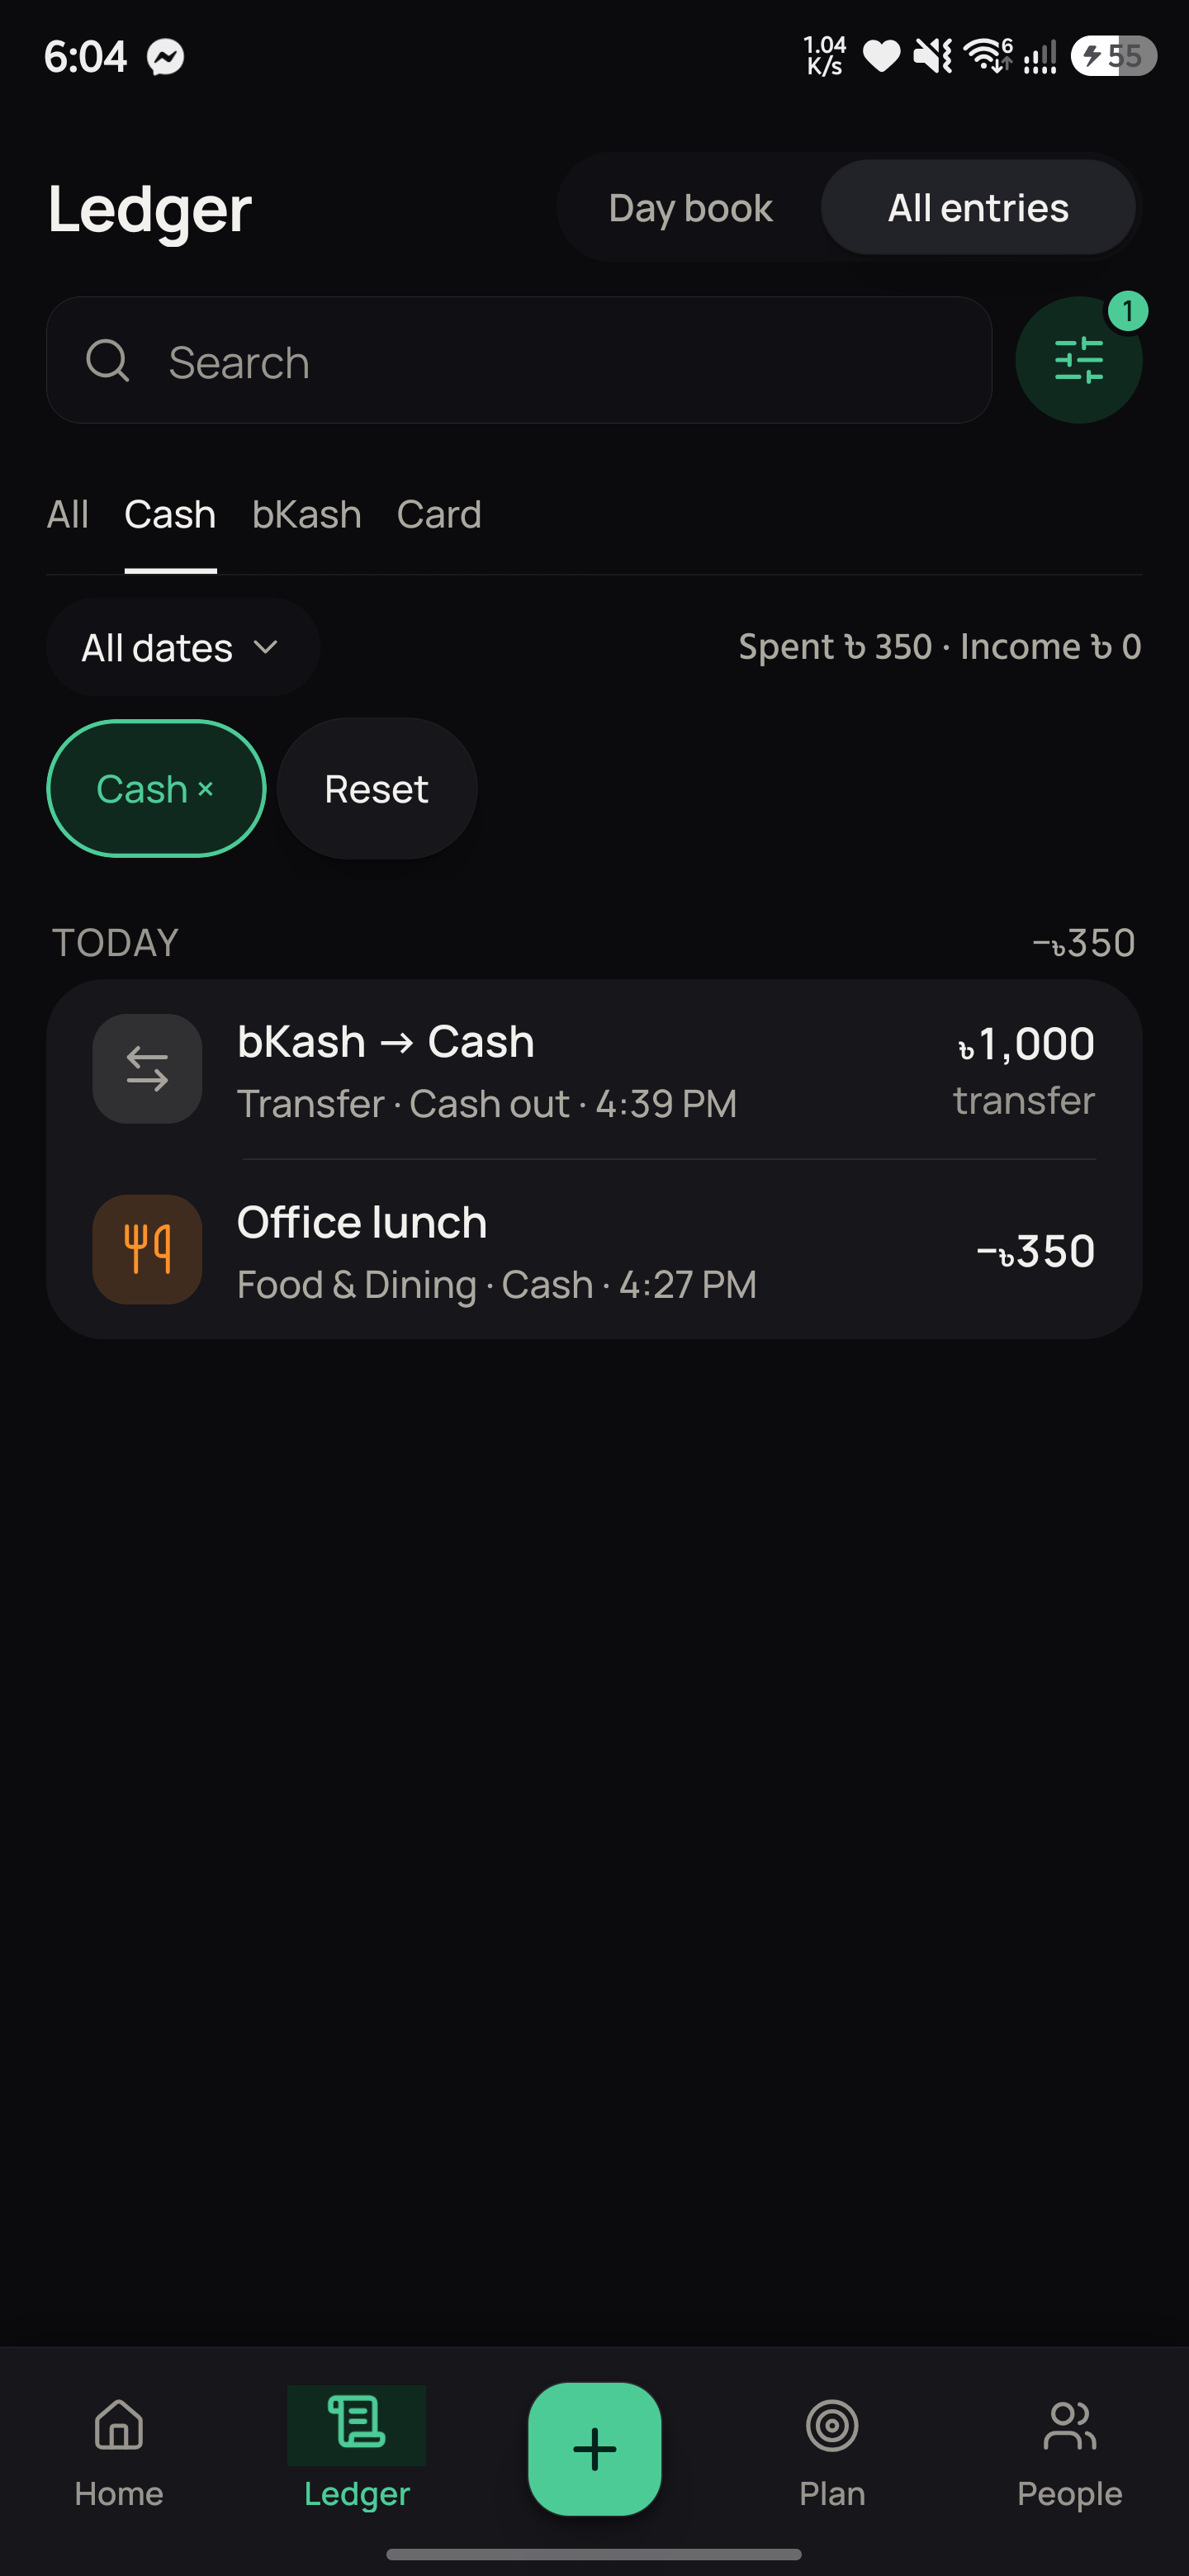 6:04
1.04 K/s
6
55
Ledger
Day book
All entries
1
Search
All Cash bKash Card
All dates
Spent ৳ 350 · Income ৳ 0
Cash ×
Reset
TODAY
−৳350
bKash → Cash
৳1,000
Transfer · Cash out · 4:39 PM
transfer
Office lunch
Food & Dining · Cash · 4:27 PM
−৳350
Home
Ledger
+
Plan
People